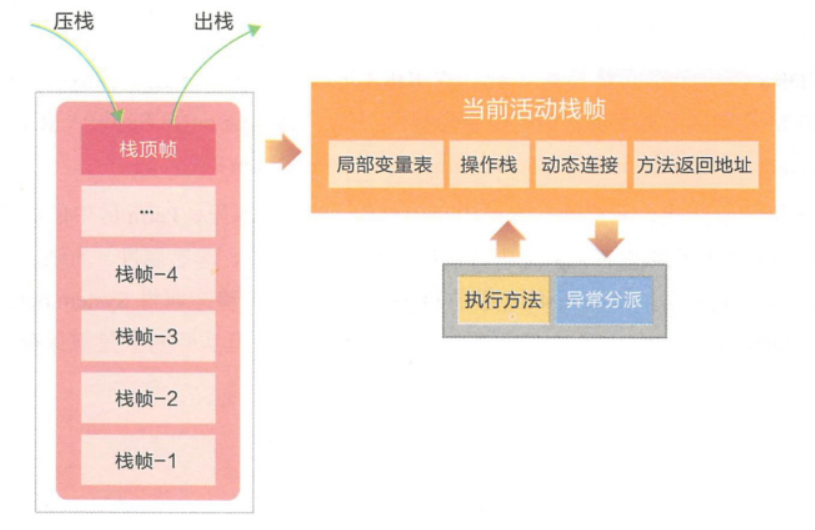 压栈
出栈
栈顶帧
...
栈帧-4
栈帧-3
栈帧-2
栈帧-1
当前活动栈帧
局部变量表
操作栈
动态连接
方法返回地址
执行方法
异常分派